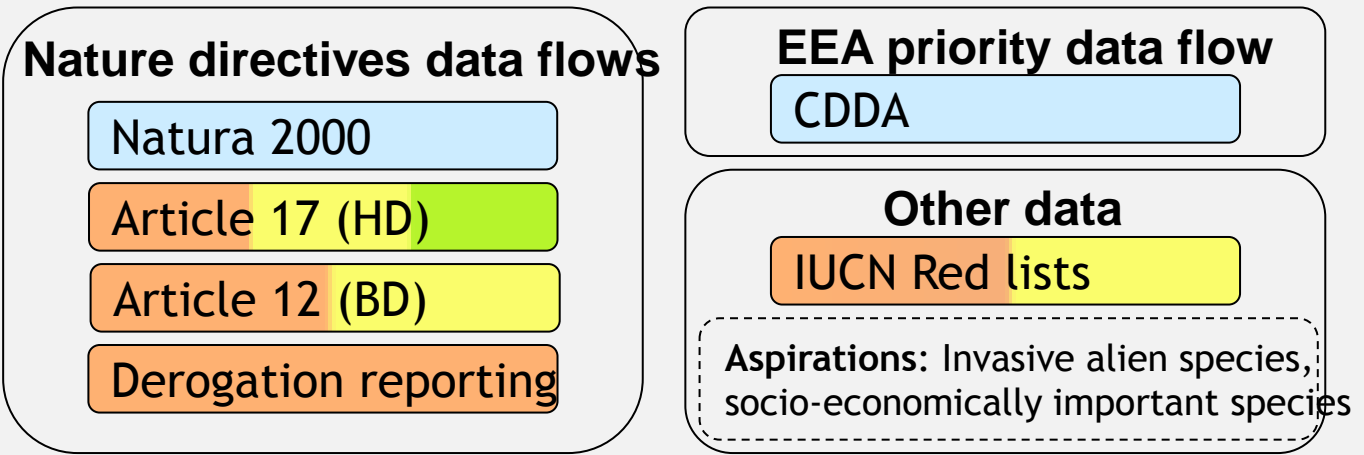 Nature directives data flows
Natura 2000
Article 17 (HD)
Article 12 (BD)
Derogation reporting
EEA priority data flow
CDDA
Other data
IUCN Red lists
Aspirations: Invasive alien species,
socio-economically important species